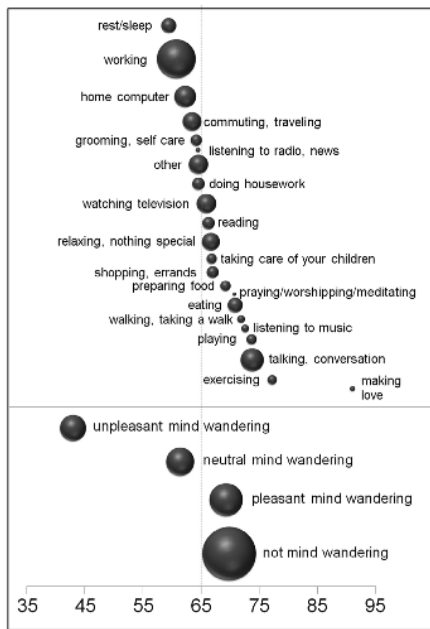 rest/sleep
working
home computer
commuting, traveling
grooming, self care
listening to radio, news
other
doing housework
watching television
reading
relaxing, nothing special
taking care of your children
shopping, errands
preparing food
praying/worshipping/meditating
eating
walking, taking a walk
listening to music
playing
talking, conversation
exercising
making
love
unpleasant mind wandering
neutral mind wandering
pleasant mind wandering
not mind wandering
35 45 55 65 75 85 95